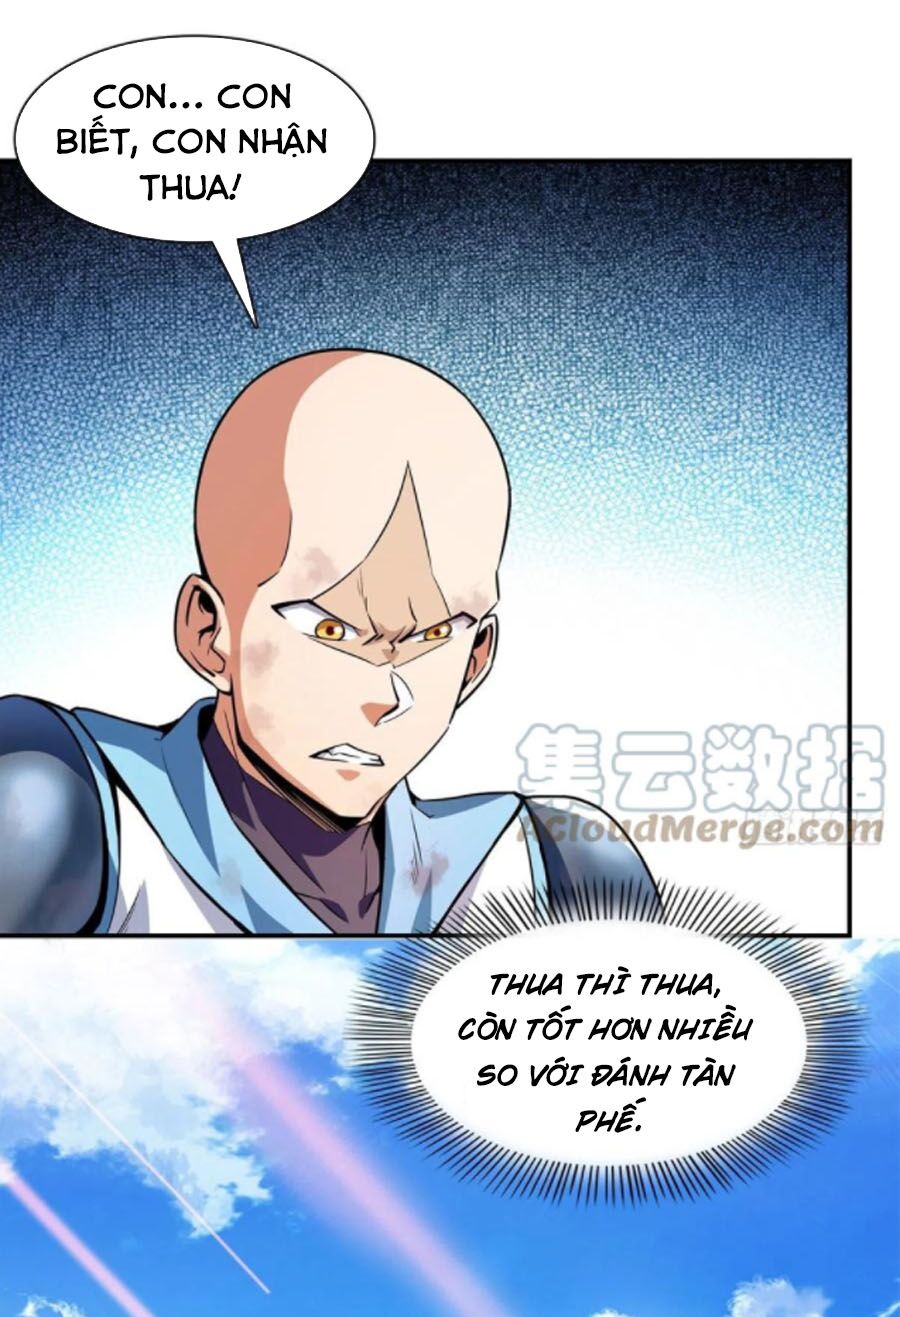 CON... CON
BIẾT, CON NHẬN
THUA!
集云数据
ACloudMerge.com
THUA THÌ THUA,
CÒN TỐT HƠN NHIỀU
SO VỚI ĐÁNH TÀN
PHẾ.